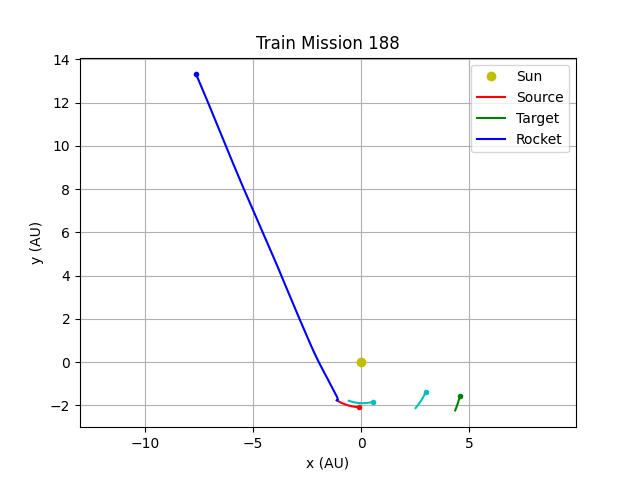 Train Mission 188
Sun
Source
Target
Rocket
14
12
10
8
6
4
2
0
−2
y (AU)
−10 −5 0 5
x (AU)